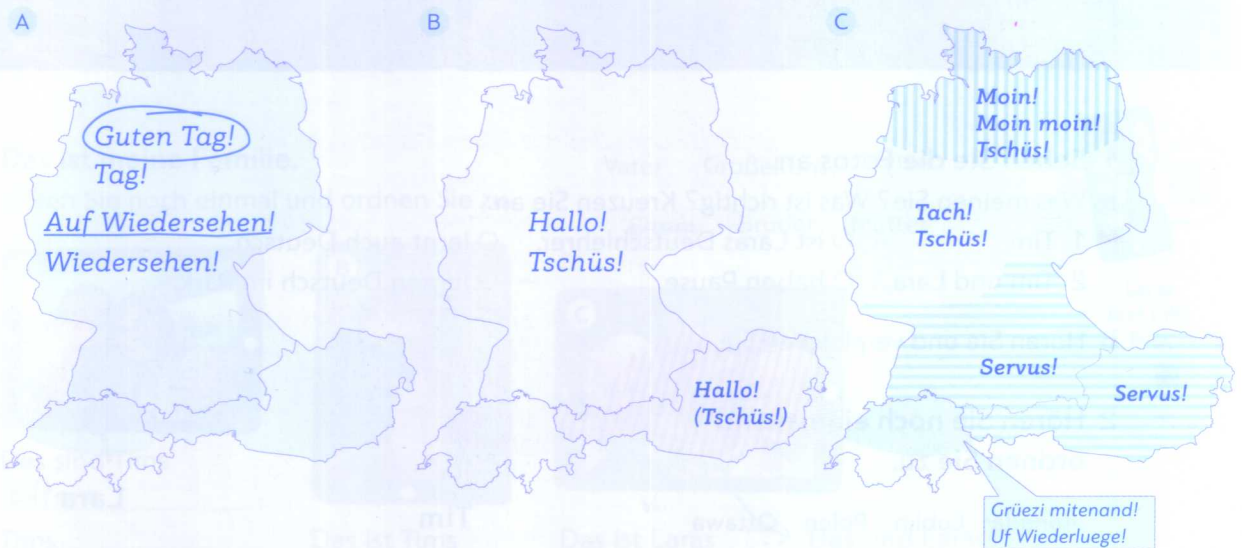 A
Guten Tag!
Tag!
Auf Wiedersehen!
Wiedersehen!
B
Hallo!
Tschüs!
Hallo!
(Tschüs!)
C
Moin!
Moin moin!
Tschüs!
Tach!
Tschüs!
Servus!
Servus!
Grüezi mitenand!
Uf Wiederluege!